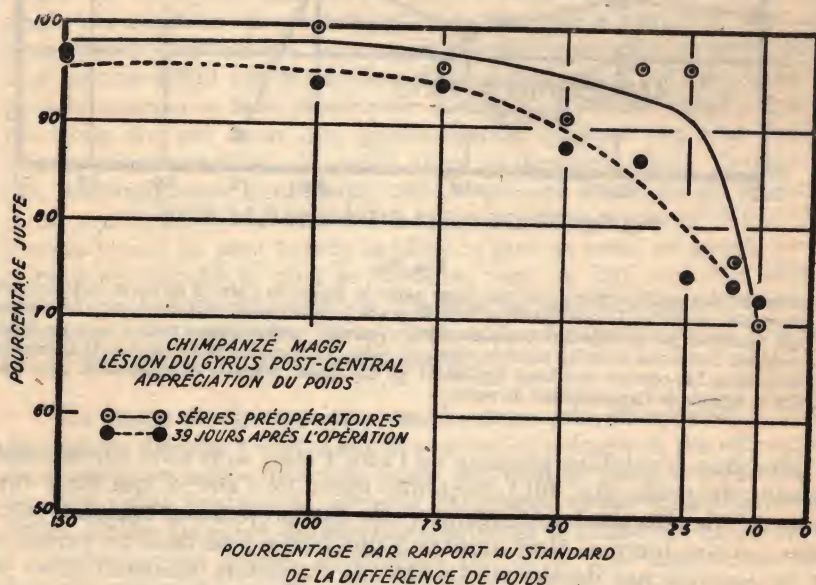 100
90
80
70
60
50
POURCENTAGE JUSTE
CHIMPANZÉ MAGGI
LÉSION DU GYRUS POST-CENTRAL
APPRÉCIATION DU POIDS
SÉRIES PRÉOPÉRATOIRES
39 JOURS APRÈS L'OPÉRATION
150 100 75 50 25 10 0
POURCENTAGE PAR RAPPORT AU STANDARD
DE LA DIFFÉRENCE DE POIDS